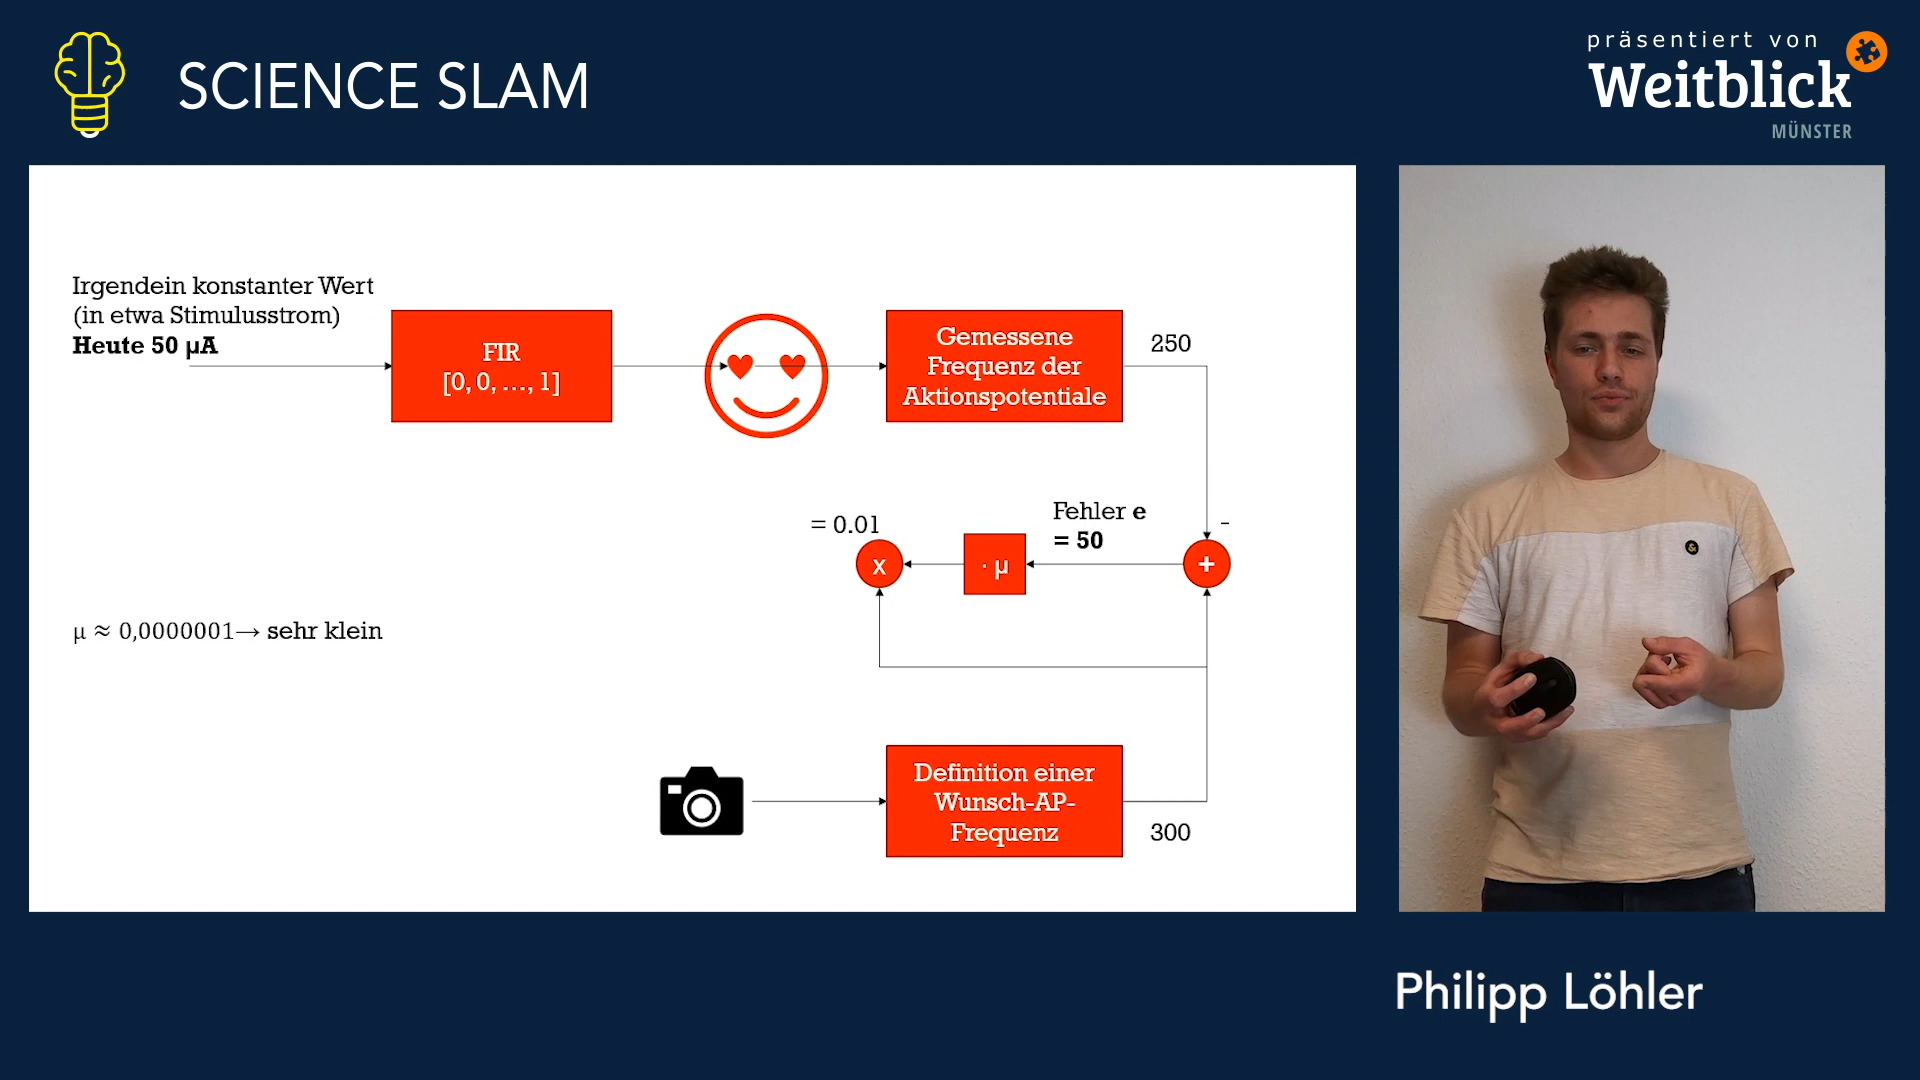 SCIENCE SLAM
präsentiert von
Weitblick
MÜNSTER
Irgendein konstanter Wert
(in etwa Stimulusstrom)
Heute 50 µA
FIR
[0, 0, …, 1]
Gemessene
Frequenz der
Aktionspotentiale
250
= 0.01
x
· µ
Fehler e
= 50
-
+
µ ≈ 0,0000001→ sehr klein
Definition einer
Wunsch-AP-
Frequenz
300
&
Philipp Löhler